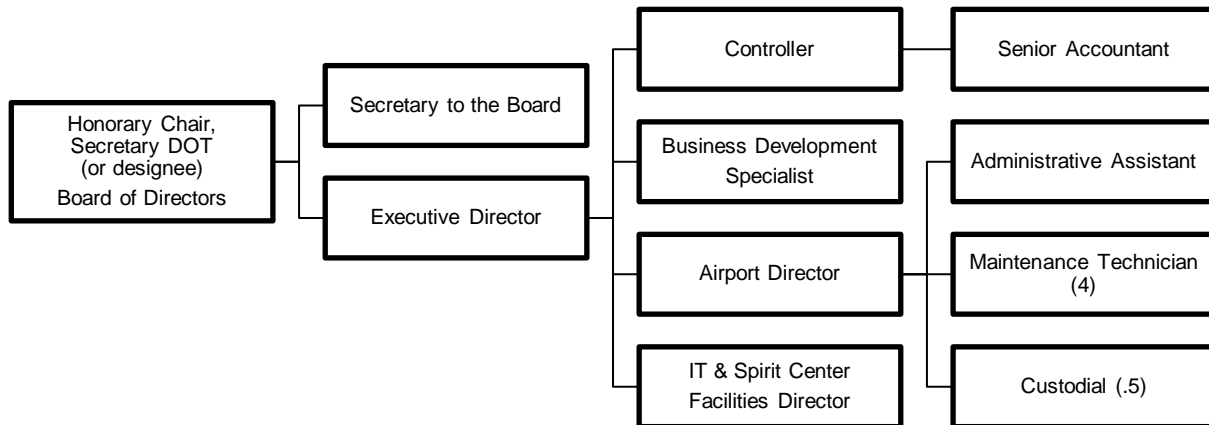 Honorary Chair,
Secretary DOT
(or designee)
Board of Directors
Secretary to the Board
Executive Director
Controller
Business Development
Specialist
Airport Director
IT & Spirit Center
Facilities Director
Senior Accountant
Administrative Assistant
Maintenance Technician
(4)
Custodial (.5)